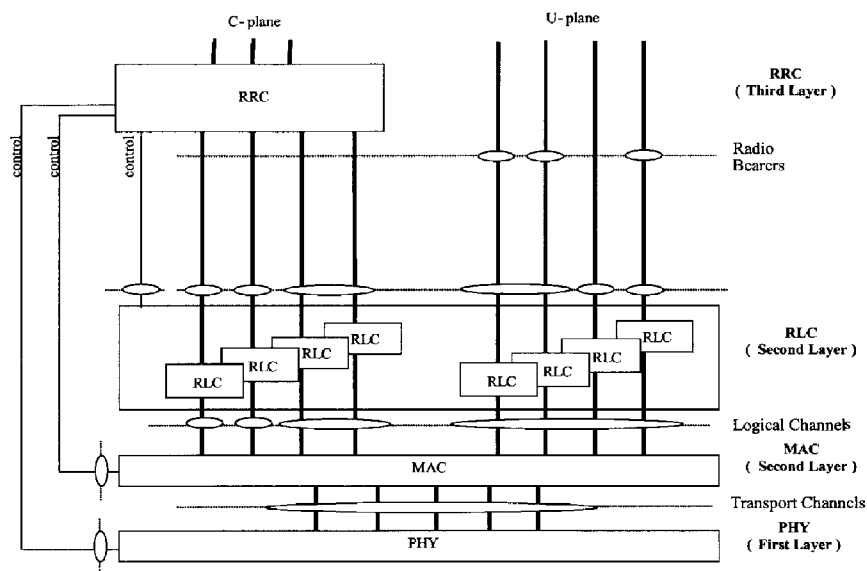 C-plane
U-plane
RRC
RRC
( Third Layer )
control
control
control
Radio
Bearers
RLC
RLC
RLC
RLC
RLC
RLC
RLC
RLC
RLC
( Second Layer )
Logical Channels
MAC
MAC
( Second Layer )
Transport Channels
PHY
PHY
( First Layer )